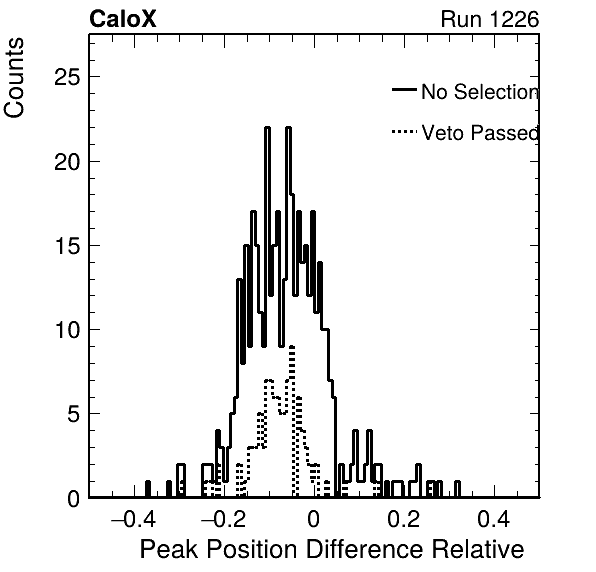 CaloX Run 1226
Counts
25
20
15
10
5
0
No Selection
Veto Passed
−0.4 −0.2 0 0.2 0.4
Peak Position Difference Relative